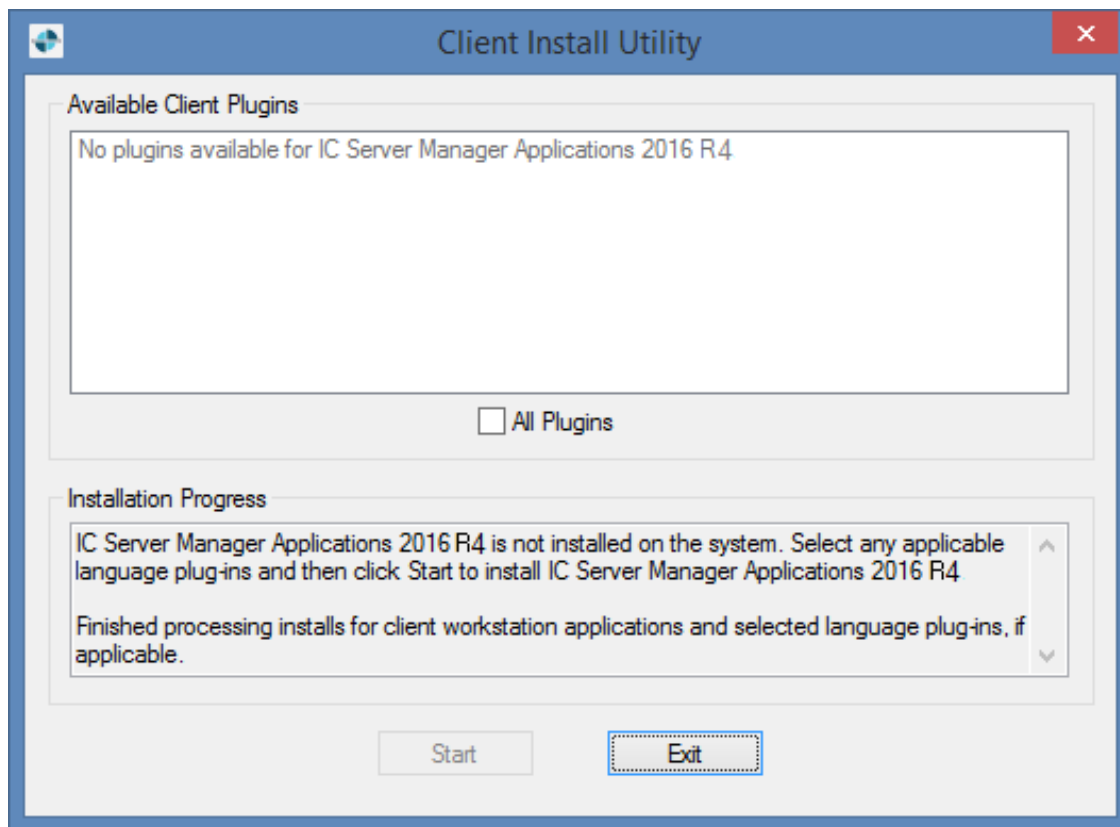 Client Install Utility
Available Client Plugins
No plugins available for IC Server Manager Applications 2016 R4
All Plugins
Installation Progress
IC Server Manager Applications 2016 R4 is not installed on the system. Select any applicable
language plug-ins and then click Start to install IC Server Manager Applications 2016 R4
Finished processing installs for client workstation applications and selected language plug-ins, if
applicable.
Start
Exit